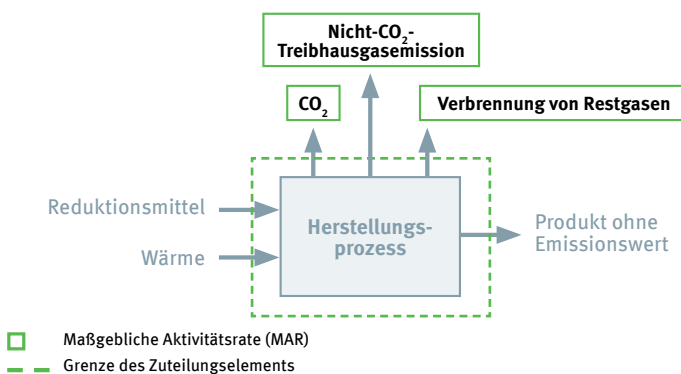 Nicht-CO₂-
Treibhausgasemission
CO₂
Verbrennung von Restgasen
Reduktionsmittel
Wärme
Herstellungs-
prozess
Produkt ohne
Emissionswert
Maßgebliche Aktivitätsrate (MAR)
Grenze des Zuteilungselements